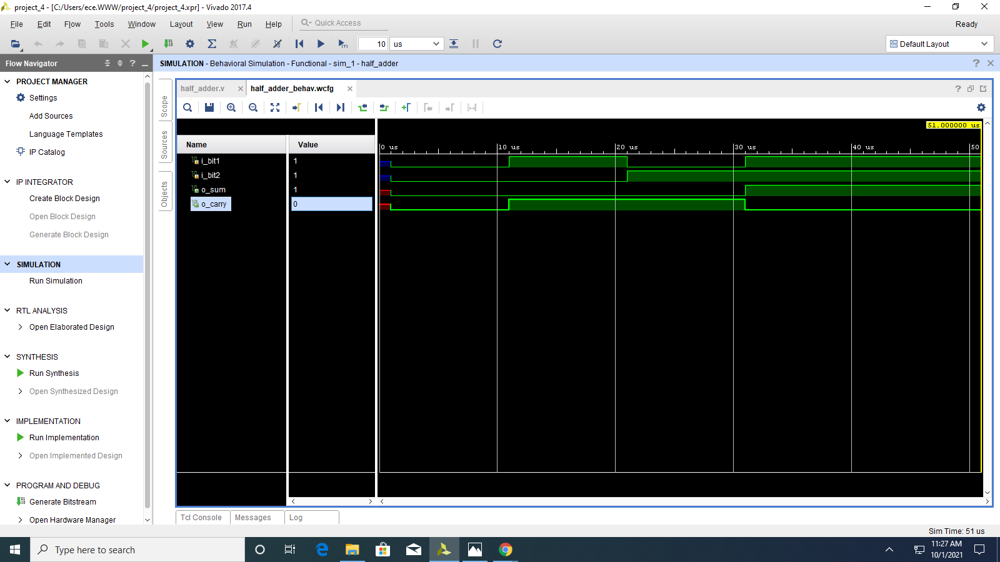 project_4 - [C:/Users/ece.WWW/project_4/project_4.xpr] - Vivado 2017.4
File Edit Flow Tools Window Layout View Run Help Quick Access Ready
10 us Default Layout
Flow Navigator
PROJECT MANAGER
Settings
Add Sources
Language Templates
IP Catalog
IP INTEGRATOR
Create Block Design
Open Block Design
Generate Block Design
SIMULATION
Run Simulation
RTL ANALYSIS
Open Elaborated Design
SYNTHESIS
Run Synthesis
Open Synthesized Design
IMPLEMENTATION
Run Implementation
Open Implemented Design
PROGRAM AND DEBUG
Generate Bitstream
Open Hardware Manager
SIMULATION - Behavioral Simulation - Functional - sim_1 - half_adder
Scope
Sources
Objects
half_adder.v half_adder_behav.wcfg
51.000000 us
Name Value
0 us 10 us 20 us 30 us 40 us 50
i_bit1 1
i_bit2 1
o_sum 1
o_carry 0
Tcl Console Messages Log
Sim Time: 51 us
Type here to search
11:27 AM
10/1/2021